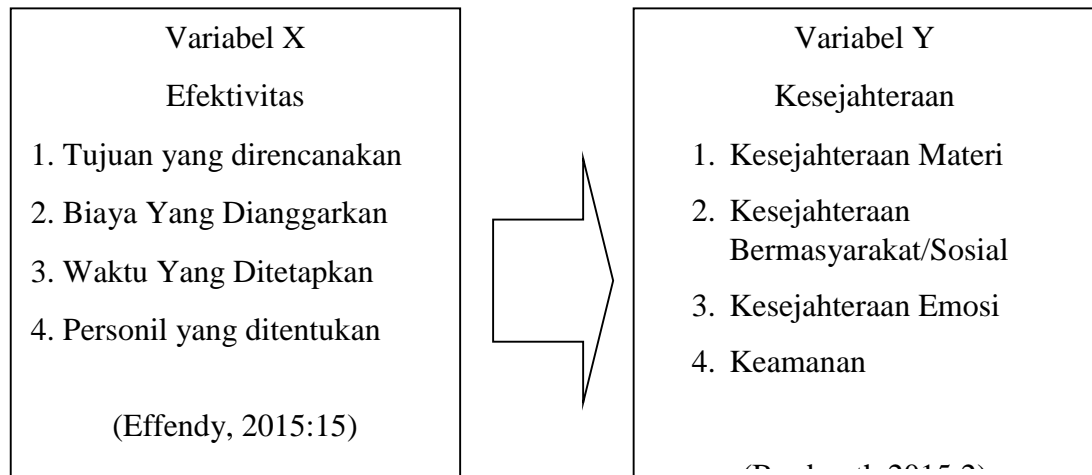 Variabel X
Efektivitas
1. Tujuan yang direncanakan
2. Biaya Yang Dianggarkan
3. Waktu Yang Ditetapkan
4. Personil yang ditentukan
(Effendy, 2015:15)
Variabel Y
Kesejahteraan
1. Kesejahteraan Materi
2. Kesejahteraan
Bermasyarakat/Sosial
3. Kesejahteraan Emosi
4. Keamanan